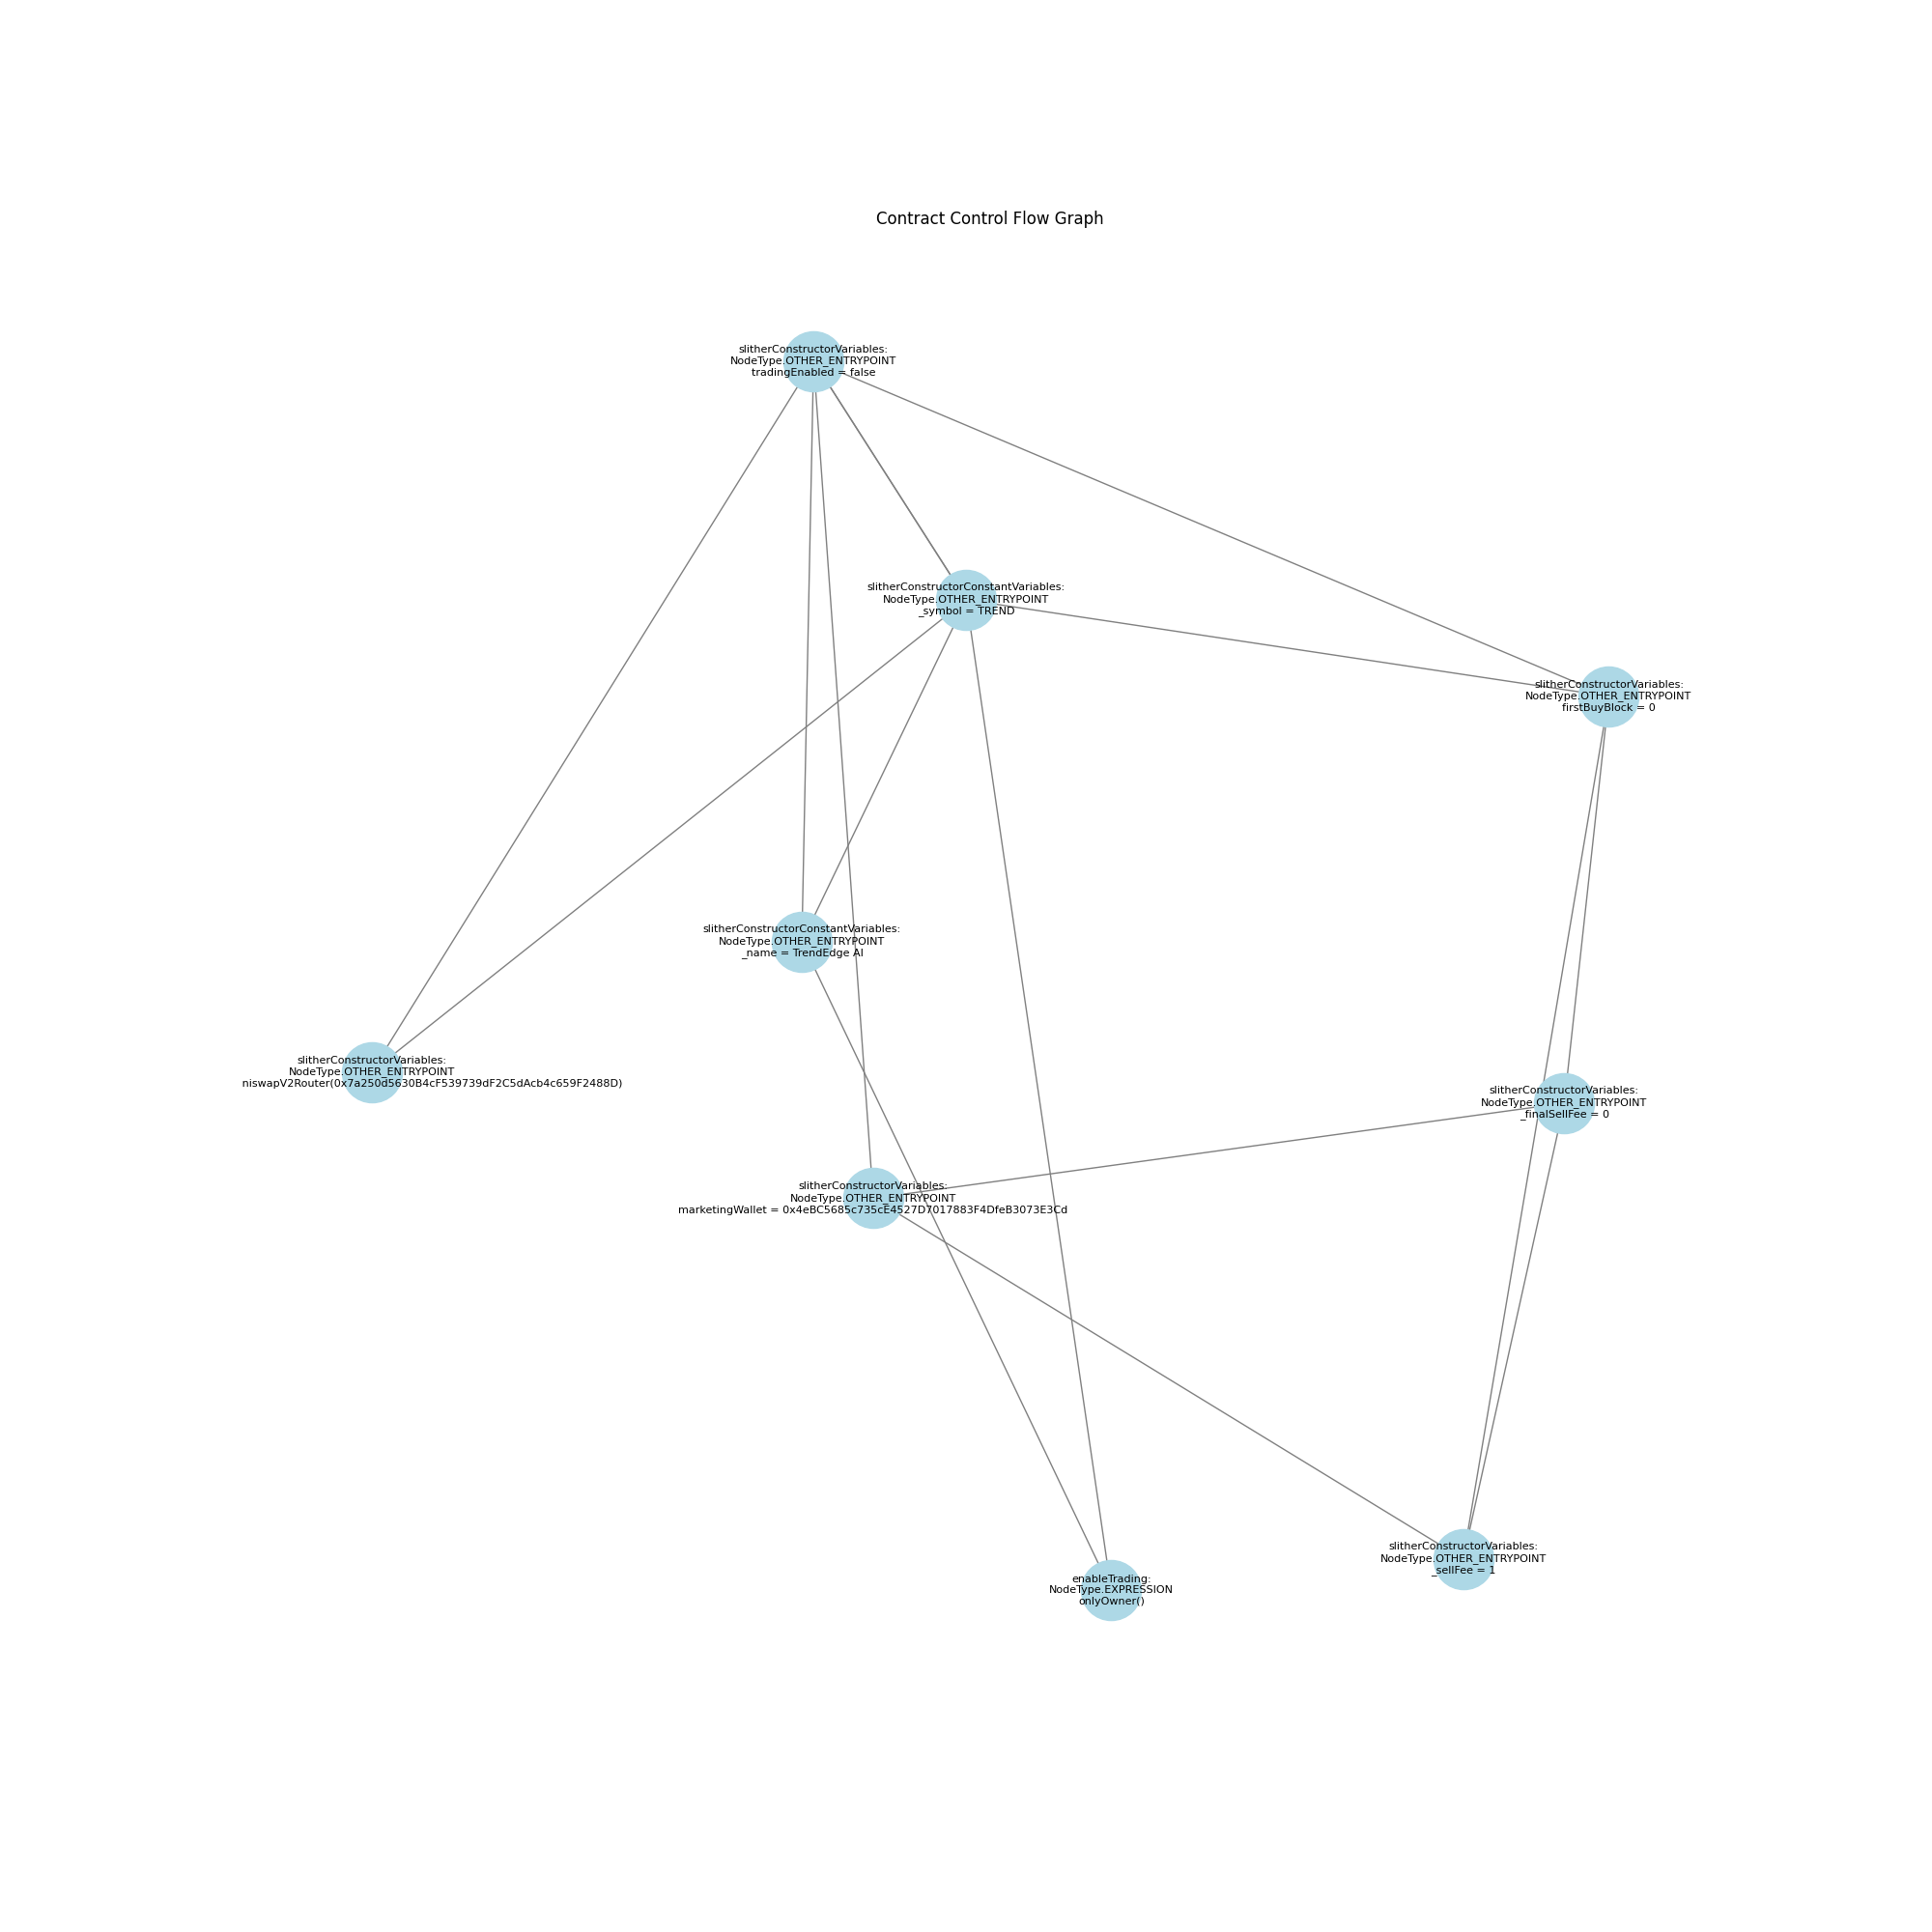 Contract Control Flow Graph
slitherConstructorVariables:
NodeType.OTHER_ENTRYPOINT
tradingEnabled = false
slitherConstructorConstantVariables:
NodeType.OTHER_ENTRYPOINT
_symbol = TREND
slitherConstructorVariables:
NodeType.OTHER_ENTRYPOINT
firstBuyBlock = 0
slitherConstructorConstantVariables:
NodeType.OTHER_ENTRYPOINT
_name = TrendEdge AI
slitherConstructorVariables:
NodeType.OTHER_ENTRYPOINT
niswapV2Router(0x7a250d5630B4cF539739dF2C5dAcb4c659F2488D)
slitherConstructorVariables:
NodeType.OTHER_ENTRYPOINT
_finalSellFee = 0
slitherConstructorVariables:
NodeType.OTHER_ENTRYPOINT
marketingWallet = 0x4eBC5685c735cE4527D7017883F4DfeB3073E3Cd
slitherConstructorVariables:
NodeType.OTHER_ENTRYPOINT
_sellFee = 1
enableTrading:
NodeType.EXPRESSION
onlyOwner()